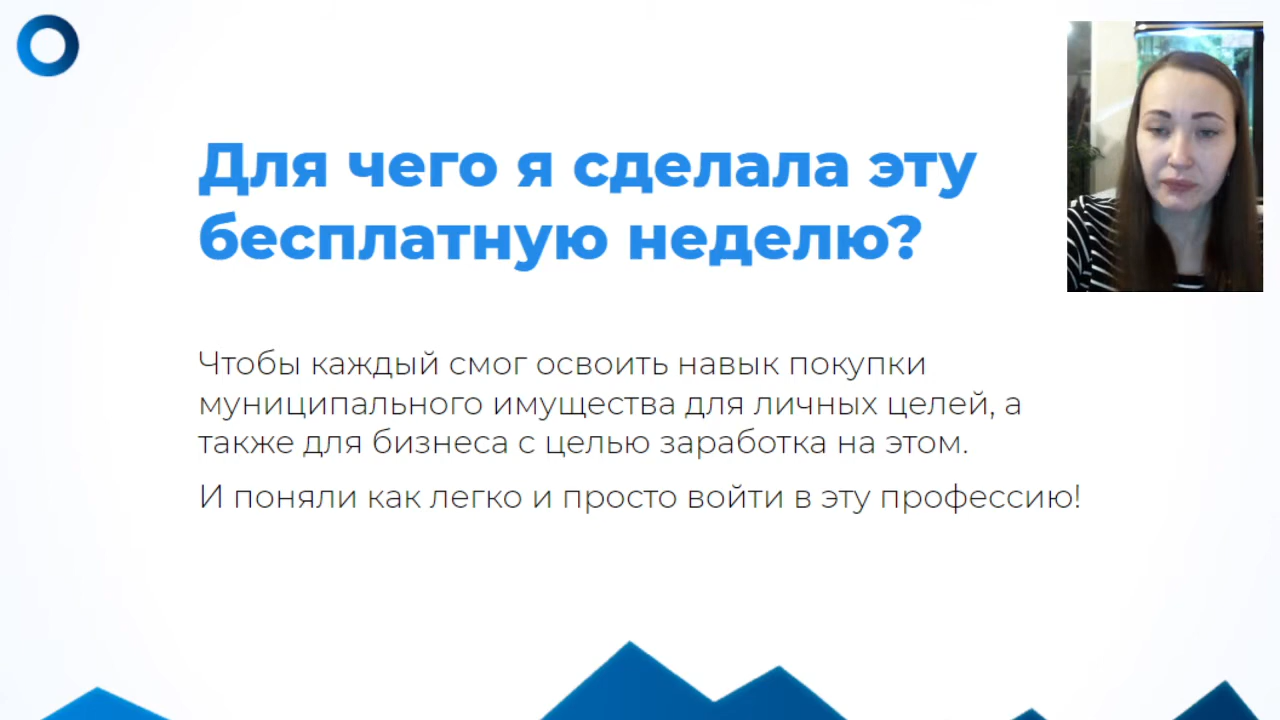 Для чего я сделала эту
бесплатную неделю?
Чтобы каждый смог освоить навык покупки
муниципального имущества для личных целей, а
также для бизнеса с целью заработка на этом.
И поняли как легко и просто войти в эту профессию!